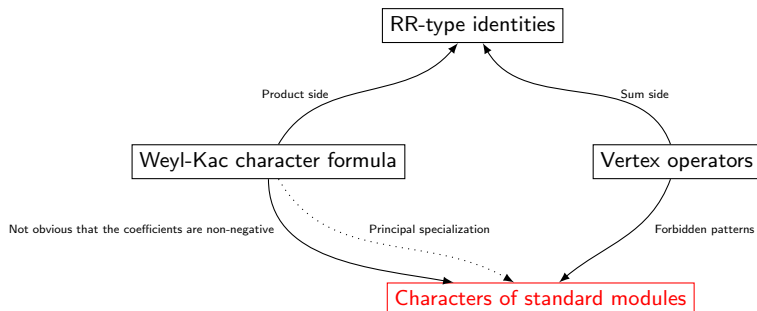 RR-type identities
Product side
Sum side
Weyl-Kac character formula
Vertex operators
Not obvious that the coefficients are non-negative
Principal specialization
Forbidden patterns
Characters of standard modules